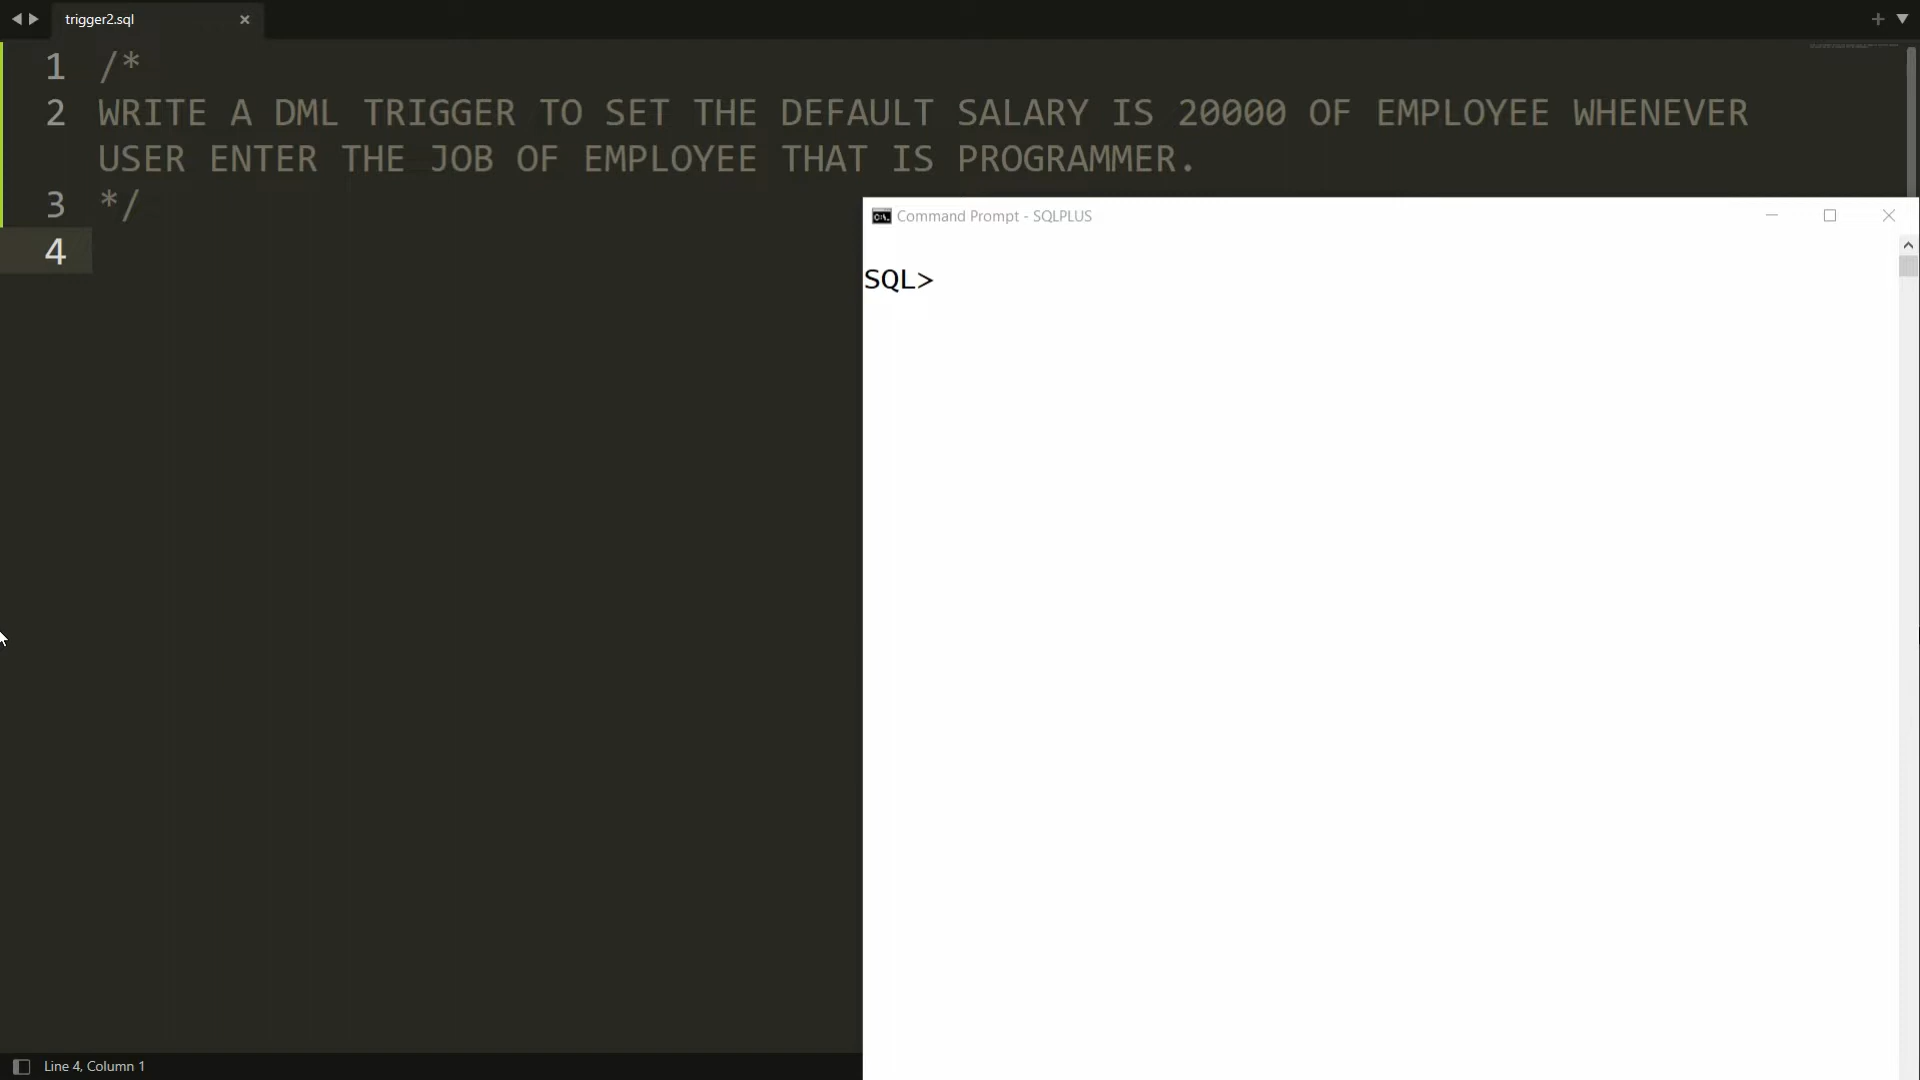 trigger2.sql
1 /*
2 WRITE A DML TRIGGER TO SET THE DEFAULT SALARY IS 20000 OF EMPLOYEE WHENEVER
USER ENTER THE JOB OF EMPLOYEE THAT IS PROGRAMMER.
3 */
4
Command Prompt - SQLPLUS
SQL>
Line 4, Column 1